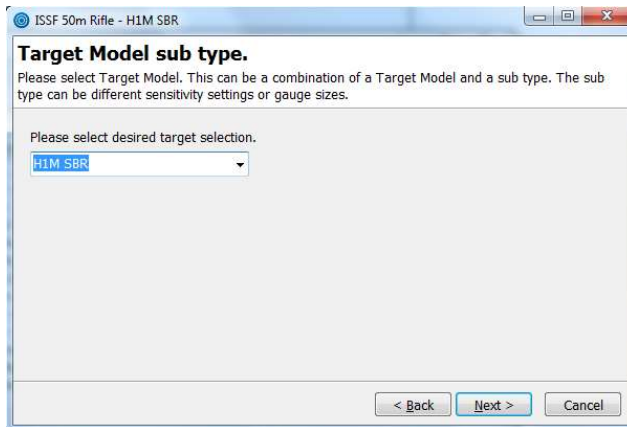 ISSF 50m Rifle - H1M SBR
Target Model sub type.
Please select Target Model. This can be a combination of a Target Model and a sub type. The sub
type can be different sensitivity settings or gauge sizes.
Please select desired target selection.
H1M SBR
< Back Next > Cancel